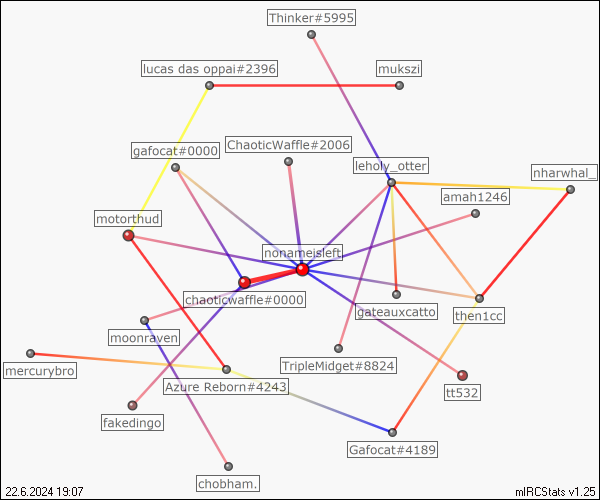 Thinker#5995
lucas das oppai#2396
mukszi
gafocat#0000
ChaoticWaffle#2006
leholy_otter
nharwhal_
amah1246
motorthud
nonameisleft
chaoticwaffle#0000
gateauxcatto
then1cc
moonraven
mercurybro
Azure Reborn#4243
TripleMidget#8824
tt532
fakedingo
Gafocat#4189
chobham.
22.6.2024 19:07
mIRCStats v1.25